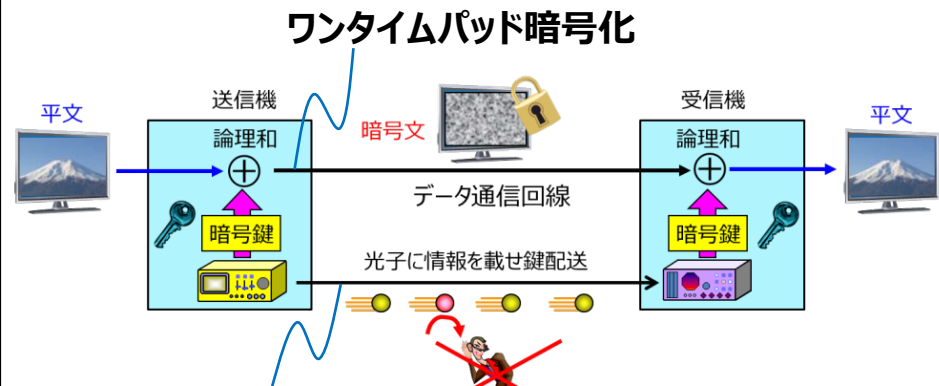 ワンタイムパッド暗号化
平文
送信機
暗号文
受信機
平文
論理和
論理和
データ通信回線
暗号鍵
暗号鍵
光子に情報を載せ鍵配送